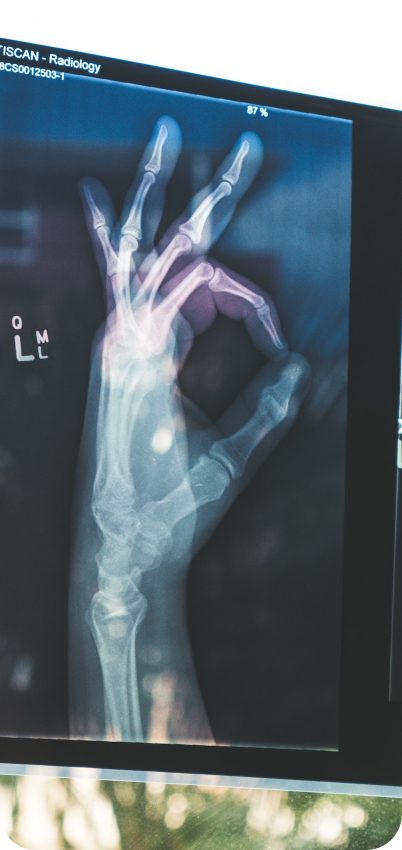 TISCAN - Radiology
8CS0012503-1
87 %
Q
L M
L